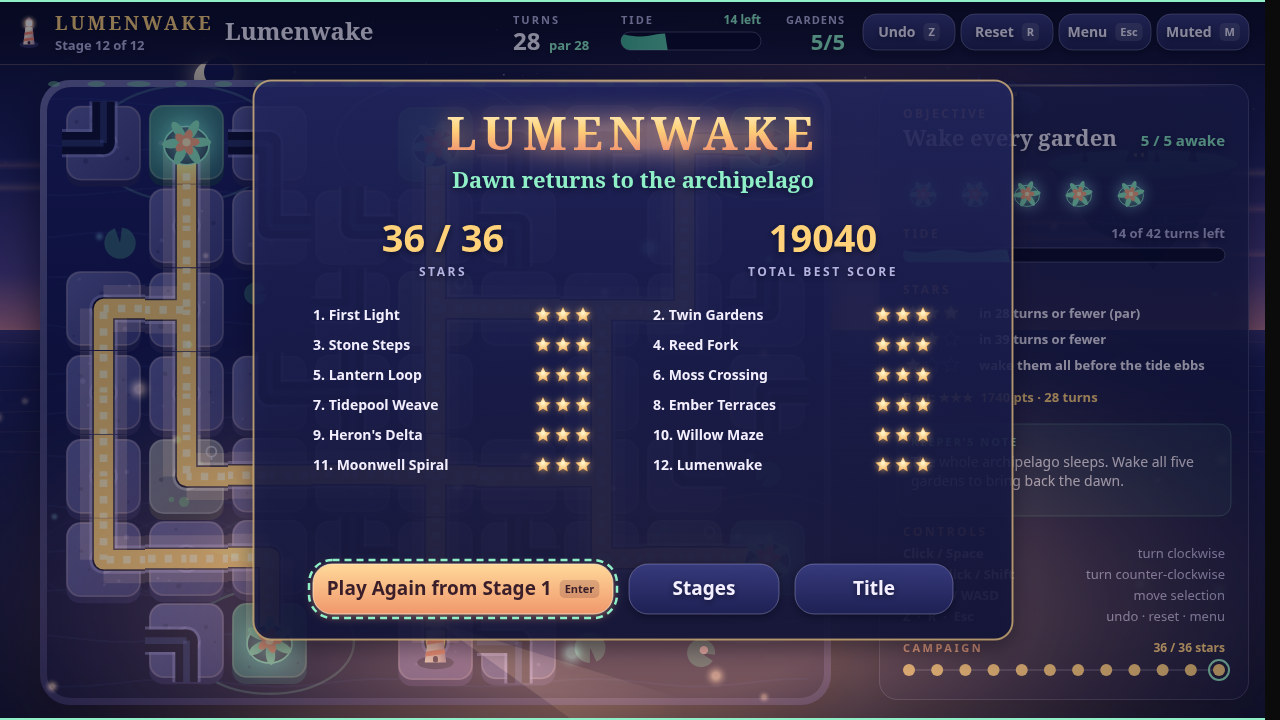 LUMENWAKE
Stage 12 of 12
Lumenwake
TURNS
28 par 28
TIDE 14 left
GARDENS
5/5
Undo Z
Reset R
Menu Esc
Muted M
LUMENWAKE
Dawn returns to the archipelago
36 / 36
STARS
19040
TOTAL BEST SCORE
1. First Light
2. Twin Gardens
3. Stone Steps
4. Reed Fork
5. Lantern Loop
6. Moss Crossing
7. Tidepool Weave
8. Ember Terraces
9. Heron's Delta
10. Willow Maze
11. Moonwell Spiral
12. Lumenwake
Play Again from Stage 1 Enter
Stages
Title
OBJECTIVE
Wake every garden 5 / 5 awake
TIDE 14 of 42 turns left
STARS
in 28 turns or fewer (par)
in 39 turns or fewer
wake them all before the tide ebbs
1740 pts · 28 turns
KEEPER'S NOTE
The whole archipelago sleeps. Wake all five
gardens to bring back the dawn.
CONTROLS
Click / Space turn clockwise
turn counter-clockwise
WASD move selection
Esc undo · reset · menu
CAMPAIGN 36 / 36 stars